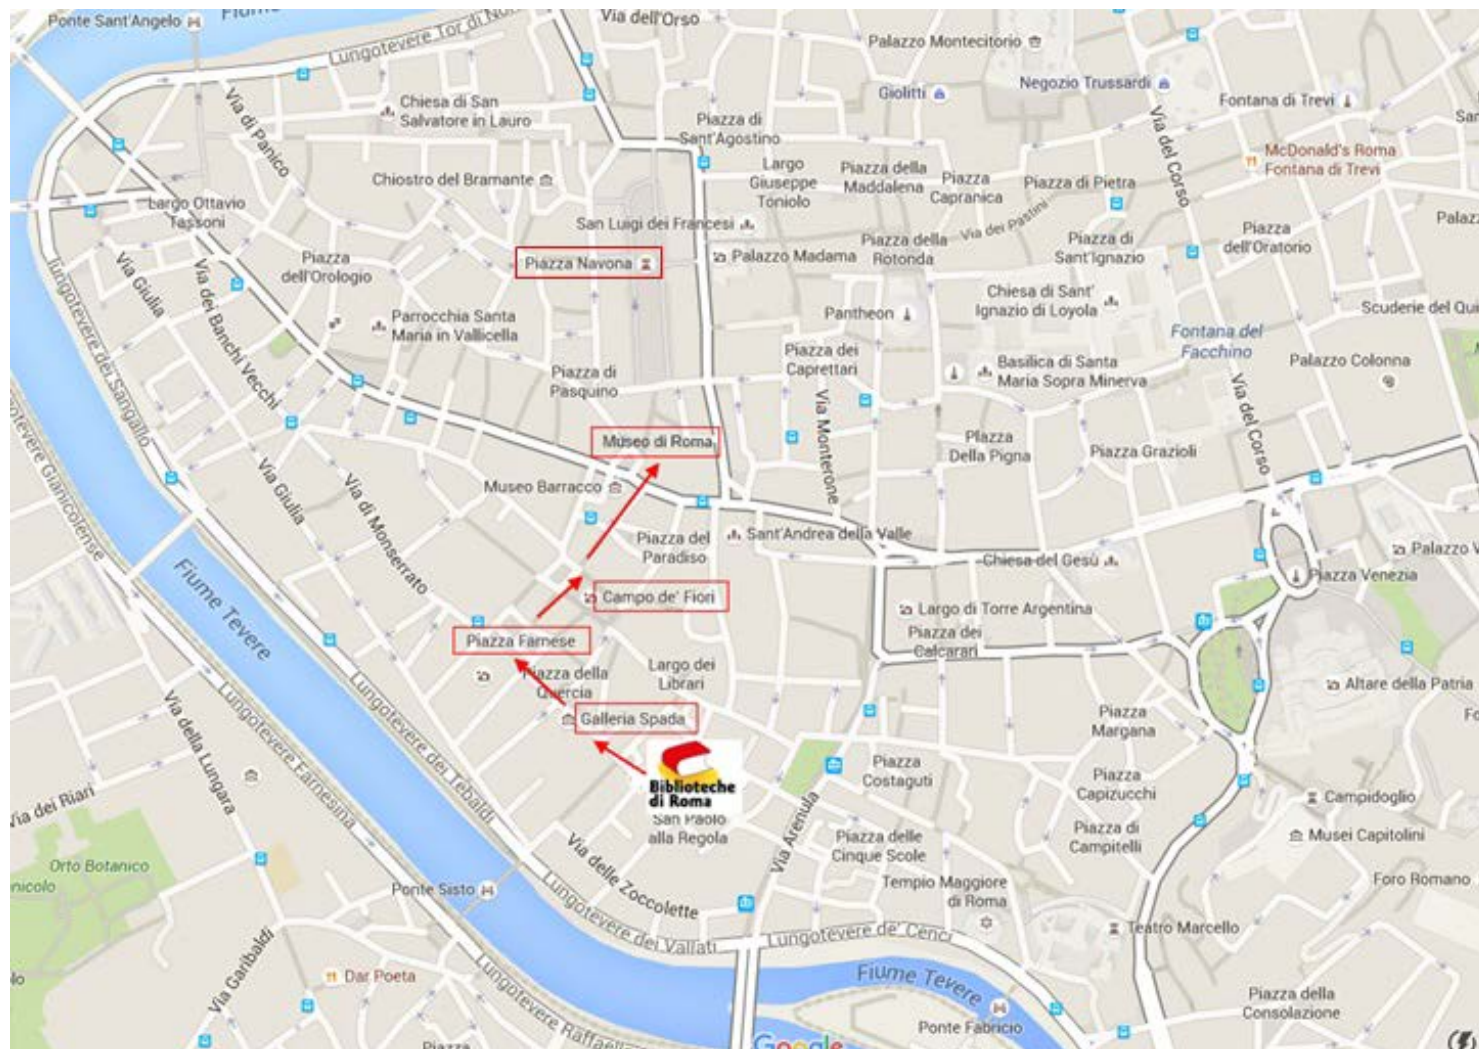 Ponte Sant'Angelo
Fium
Lungotevere Tor di No
Via dell'Orso
Palazzo Montecitorio
Giolitti
Negozio Trussardi
Fontana di Trevi
McDonald's Roma
Fontana di Trevi
Via di Panico
Chiesa di San
Salvatore in Lauro
Piazza di
Sant'Agostino
Largo
Giuseppe
Toniolo
Piazza della
Maddalena
Piazza
Capranica
Piazza di Pietra
Via del Corso
Chiostro del Bramante
San Luigi dei Francesi
Via dei Pastini
Largo Ottavio
Tassoni
Piazza
dell'Orologio
Piazza Navona
Palazzo Madama
Piazza della
Rotonda
Piazza di
Sant'Ignazio
Piazza
dell'Oratorio
Palaz
Via Giulia
Via dei Banchi Vecchi
Lungotevere dei Sangallo
Parrocchia Santa
Maria in Vallicella
Pantheon
Chiesa di Sant'
Ignazio di Loyola
Scuderie del Qui
Fontana del
Facchino
Palazzo Colonna
Piazza di
Pasquino
Piazza dei
Caprettari
Basilica di Santa
Maria Sopra Minerva
Via Monterone
Via del Corso
Museo di Roma
Piazza
Della Pigna
Piazza Grazioli
Museo Barracco
Via Giulia
Via di Monserrato
otevere Gianicolense
Piazza del
Paradiso
Sant'Andrea della Valle
Chiesa del Gesù
Palazzo V
Piazza Venezia
Fiume Tevere
Campo de' Fiori
Largo di Torre Argentina
Piazza dei
Calcarari
Piazza Farnese
Piazza della
Quercia
Largo dei
Librari
Altare della Patria
Fo
Galleria Spada
Piazza
Margana
Via della Lungara
Lungotevere Farnesina
Lungotevere dei Tebaldi
Biblioteche
di Roma
San Paolo
alla Regola
Piazza
Costaguti
Piazza
Capizucchi
Campidoglio
Via dei Riari
Via Arenula
Piazza delle
Cinque Scole
Piazza di
Campitelli
Musei Capitolini
Orto Botanico
nicolo
Ponte Sisto
Via delle Zoccolette
Tempio Maggiore
di Roma
Foro Romano
Lungotevere dei Vallati
Lungotevere de' Cenci
Teatro Marcello
Via Garibaldi
Dar Poeta
Lungotevere Raffael
Fiume Tevere
Ponte Fabricio
Piazza della
Consolazione
Piazza
Google